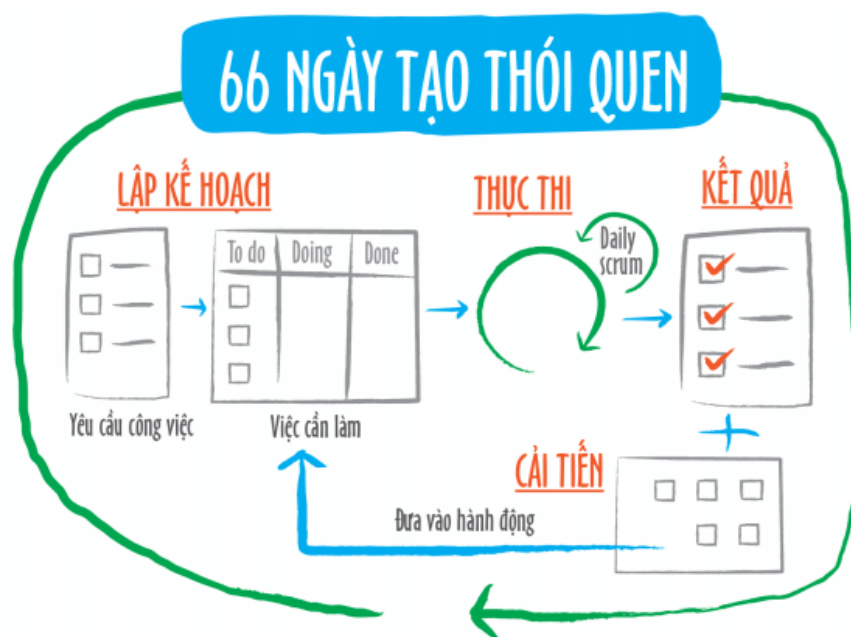 66 NGÀY TẠO THÓI QUEN
LẬP KẾ HOẠCH
THỰC THI
KẾT QUẢ
To do
Doing
Done
Daily
scrum
Yêu cầu công việc
Việc cần làm
CẢI TIẾN
Đưa vào hành động